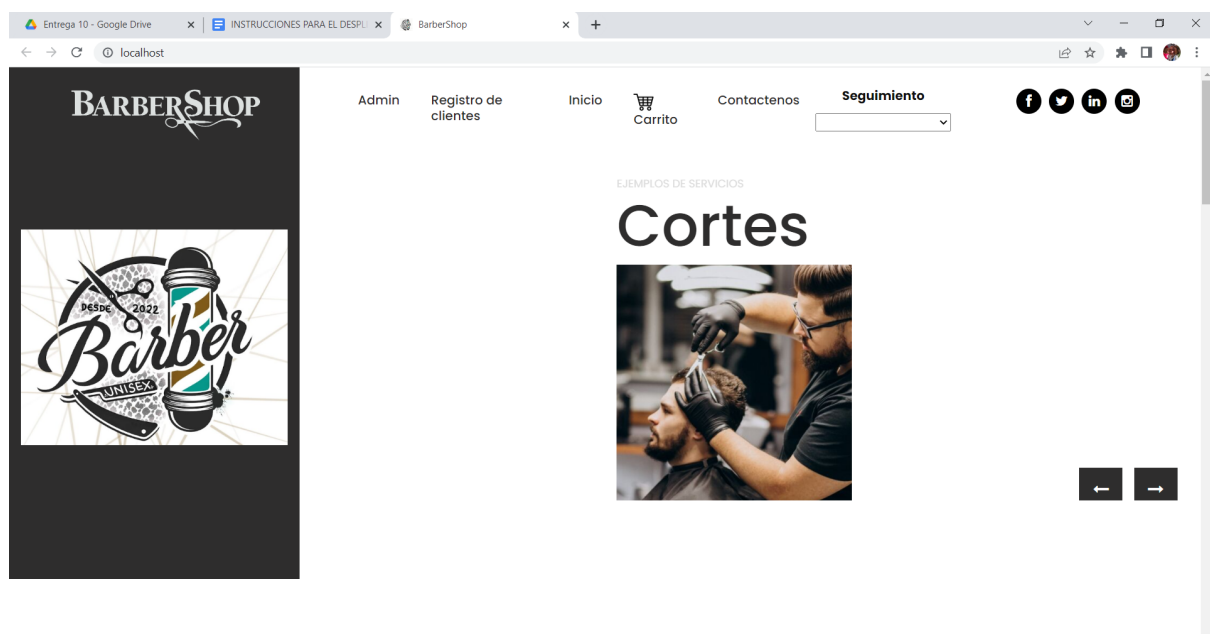 Entrega 10 - Google Drive
INSTRUCCIONES PARA EL DESPL
BarberShop
localhost
BARBERSHOP
Admin
Registro de
clientes
Inicio
Carrito
Contactenos
Seguimiento
EJEMPLOS DE SERVICIOS
Cortes
DESDE 2022
Barber
UNISEX